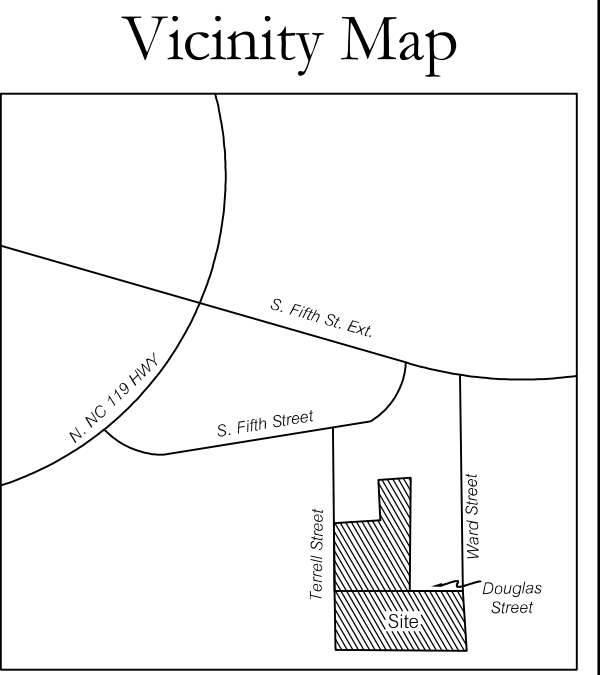 Vicinity Map
S. Fifth St. Ext.
N. NC 119 HWY
S. Fifth Street
Terrell Street
Ward Street
Douglas
Street
Site